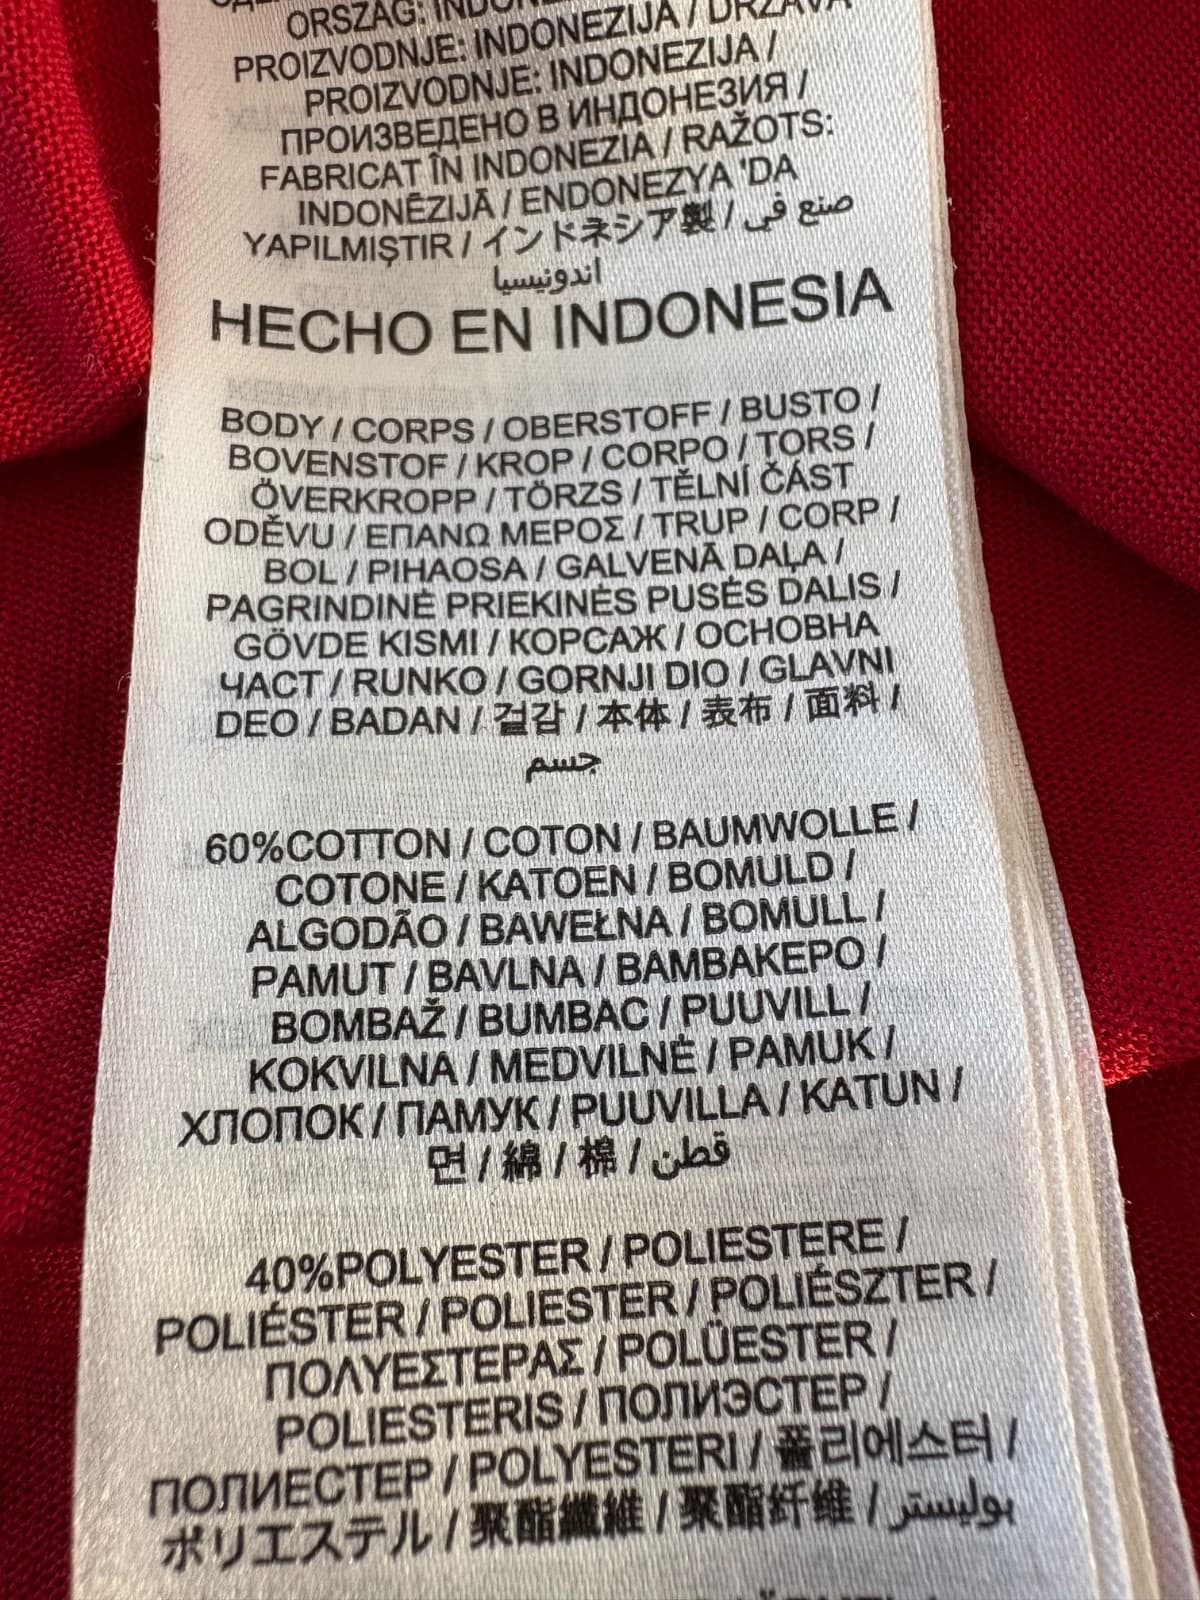 ORSZÁG: INDONEZ
PROIZVODNJE: INDONEZIJA / DRŽAVA
PROIZVODNJE: INDONEZIJA /
ПРОИЗВЕДЕНО В ИНДОНЕЗИЯ /
FABRICAT ÎN INDONEZIA / RAŽOTS:
INDONĒZIJĀ / ENDONEZYA 'DA
YAPILMIŞTIR / インドネシア製 / صنع في
اندونيسيا
HECHO EN INDONESIA
BODY / CORPS / OBERSTOFF / BUSTO /
BOVENSTOF / KROP / CORPO / TORS /
ÖVERKROPP / TÖRZS / TĚLNÍ ČÁST
ODĚVU / ΕΠΑΝΩ ΜΕΡΟΣ / TRUP / CORP /
BOL / PIHAOSA / GALVENĀ DAĻA /
PAGRINDINĖ PRIEKINĖS PUSĖS DALIS /
GÖVDE KISMI / КОРСАЖ / ОСНОВНА
ЧАСТ / RUNKO / GORNJI DIO / GLAVNI
DEO / BADAN / 겉감 / 本体 / 表布 / 面料 /
جسم
60%COTTON / COTON / BAUMWOLLE /
COTONE / KATOEN / BOMULD /
ALGODÃO / BAWEŁNA / BOMULL /
PAMUT / BAVLNA / ΒΑΜΒΑΚΕΡΟ /
BOMBAŽ / BUMBAC / PUUVILL /
KOKVILNA / MEDVILNĖ / PAMUK /
ХЛОПОК / ПАМУК / PUUVILLA / KATUN /
면 / 綿 / 棉 / قطن
40%POLYESTER / POLIESTERE /
POLIÉSTER / POLIESTER / POLIÉSZTER /
ΠΟΛΥΕΣΤΕΡΑΣ / POLÜESTER /
POLIESTERIS / ПОЛИЭСТЕР /
ПОЛИЕСТЕР / POLYESTERI / 폴리에스터 /
ポリエステル / 聚酯纖維 / 聚酯纤维 / بوليستر